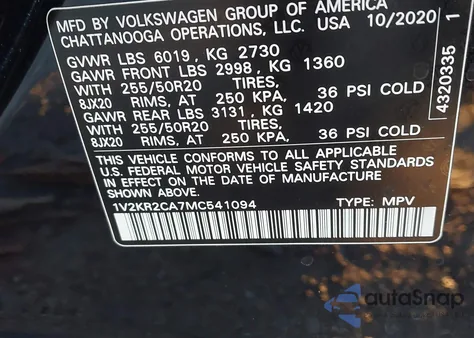 MFD BY VOLKSWAGEN GROUP OF AMERICA
CHATTANOOGA OPERATIONS, LLC. USA 10/2020
GVWR LBS 6019 , KG 2730
GAWR FRONT LBS 2998 , KG 1360
WITH 255/50R20 TIRES,
8JX20 RIMS, AT 250 KPA, 36 PSI COLD
GAWR REAR LBS 3131 , KG 1420
WITH 255/50R20 TIRES,
8JX20 RIMS, AT 250 KPA, 36 PSI COLD
THIS VEHICLE CONFORMS TO ALL APPLICABLE
U.S. FEDERAL MOTOR VEHICLE SAFETY STANDARDS
IN EFFECT ON THE DATE OF MANUFACTURE
SHOWN ABOVE.
1V2KR2CA7MC541094 TYPE: MPV
4320335 1
autoSnap